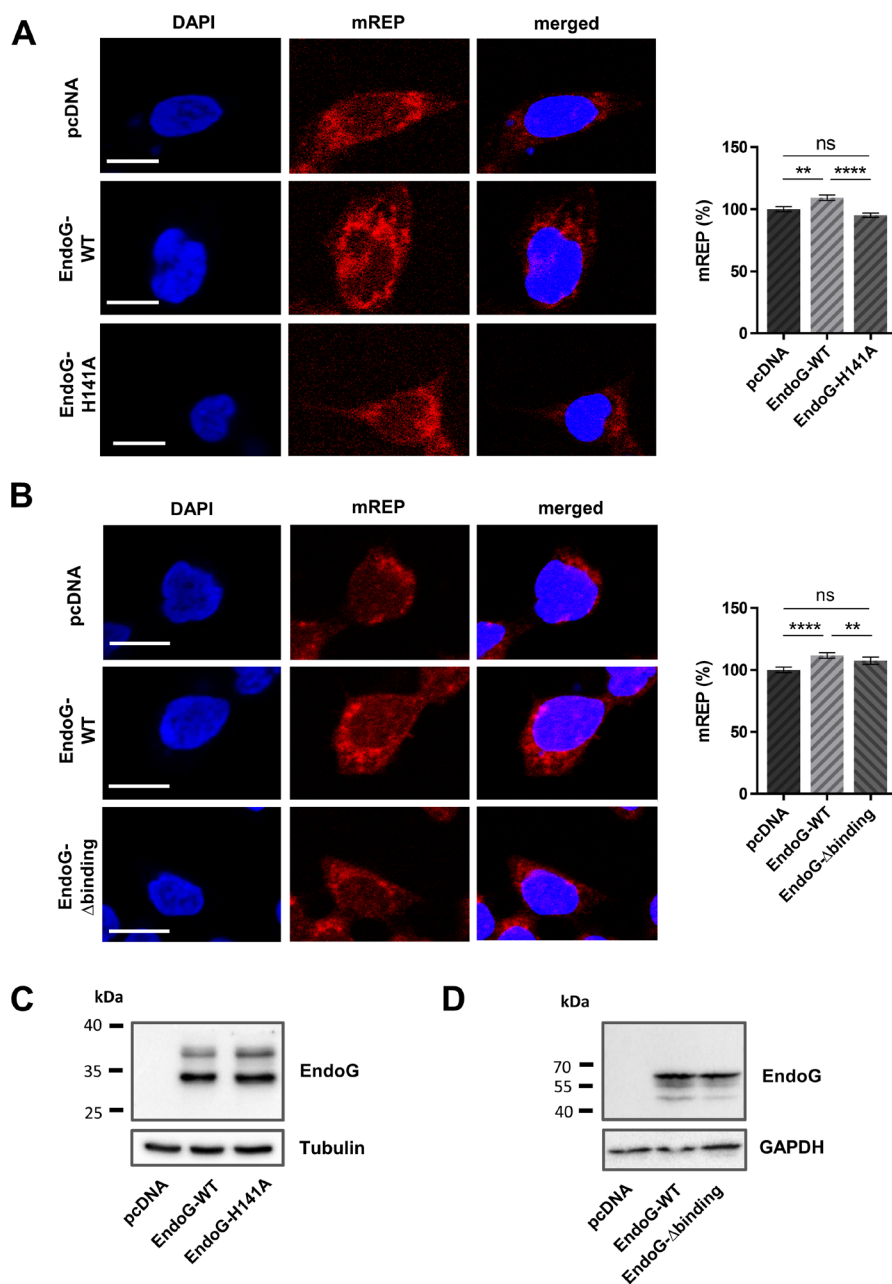 A
DAPI
mREP
merged
pcDNA
EndoG-
WT
EndoG-
H141A
mREP (%)
150
100
50
0
ns
** ****
pcDNA
EndoG-WT
EndoG-H141A
B
DAPI
mREP
merged
pcDNA
EndoG-
WT
EndoG-
Δbinding
mREP (%)
150
100
50
0
ns
**** **
pcDNA
EndoG-WT
EndoG-Δbinding
C
kDa
40
35
25
EndoG
Tubulin
pcDNA
EndoG-WT
EndoG-H141A
D
kDa
70
55
40
EndoG
GAPDH
pcDNA
EndoG-WT
EndoG-Δbinding